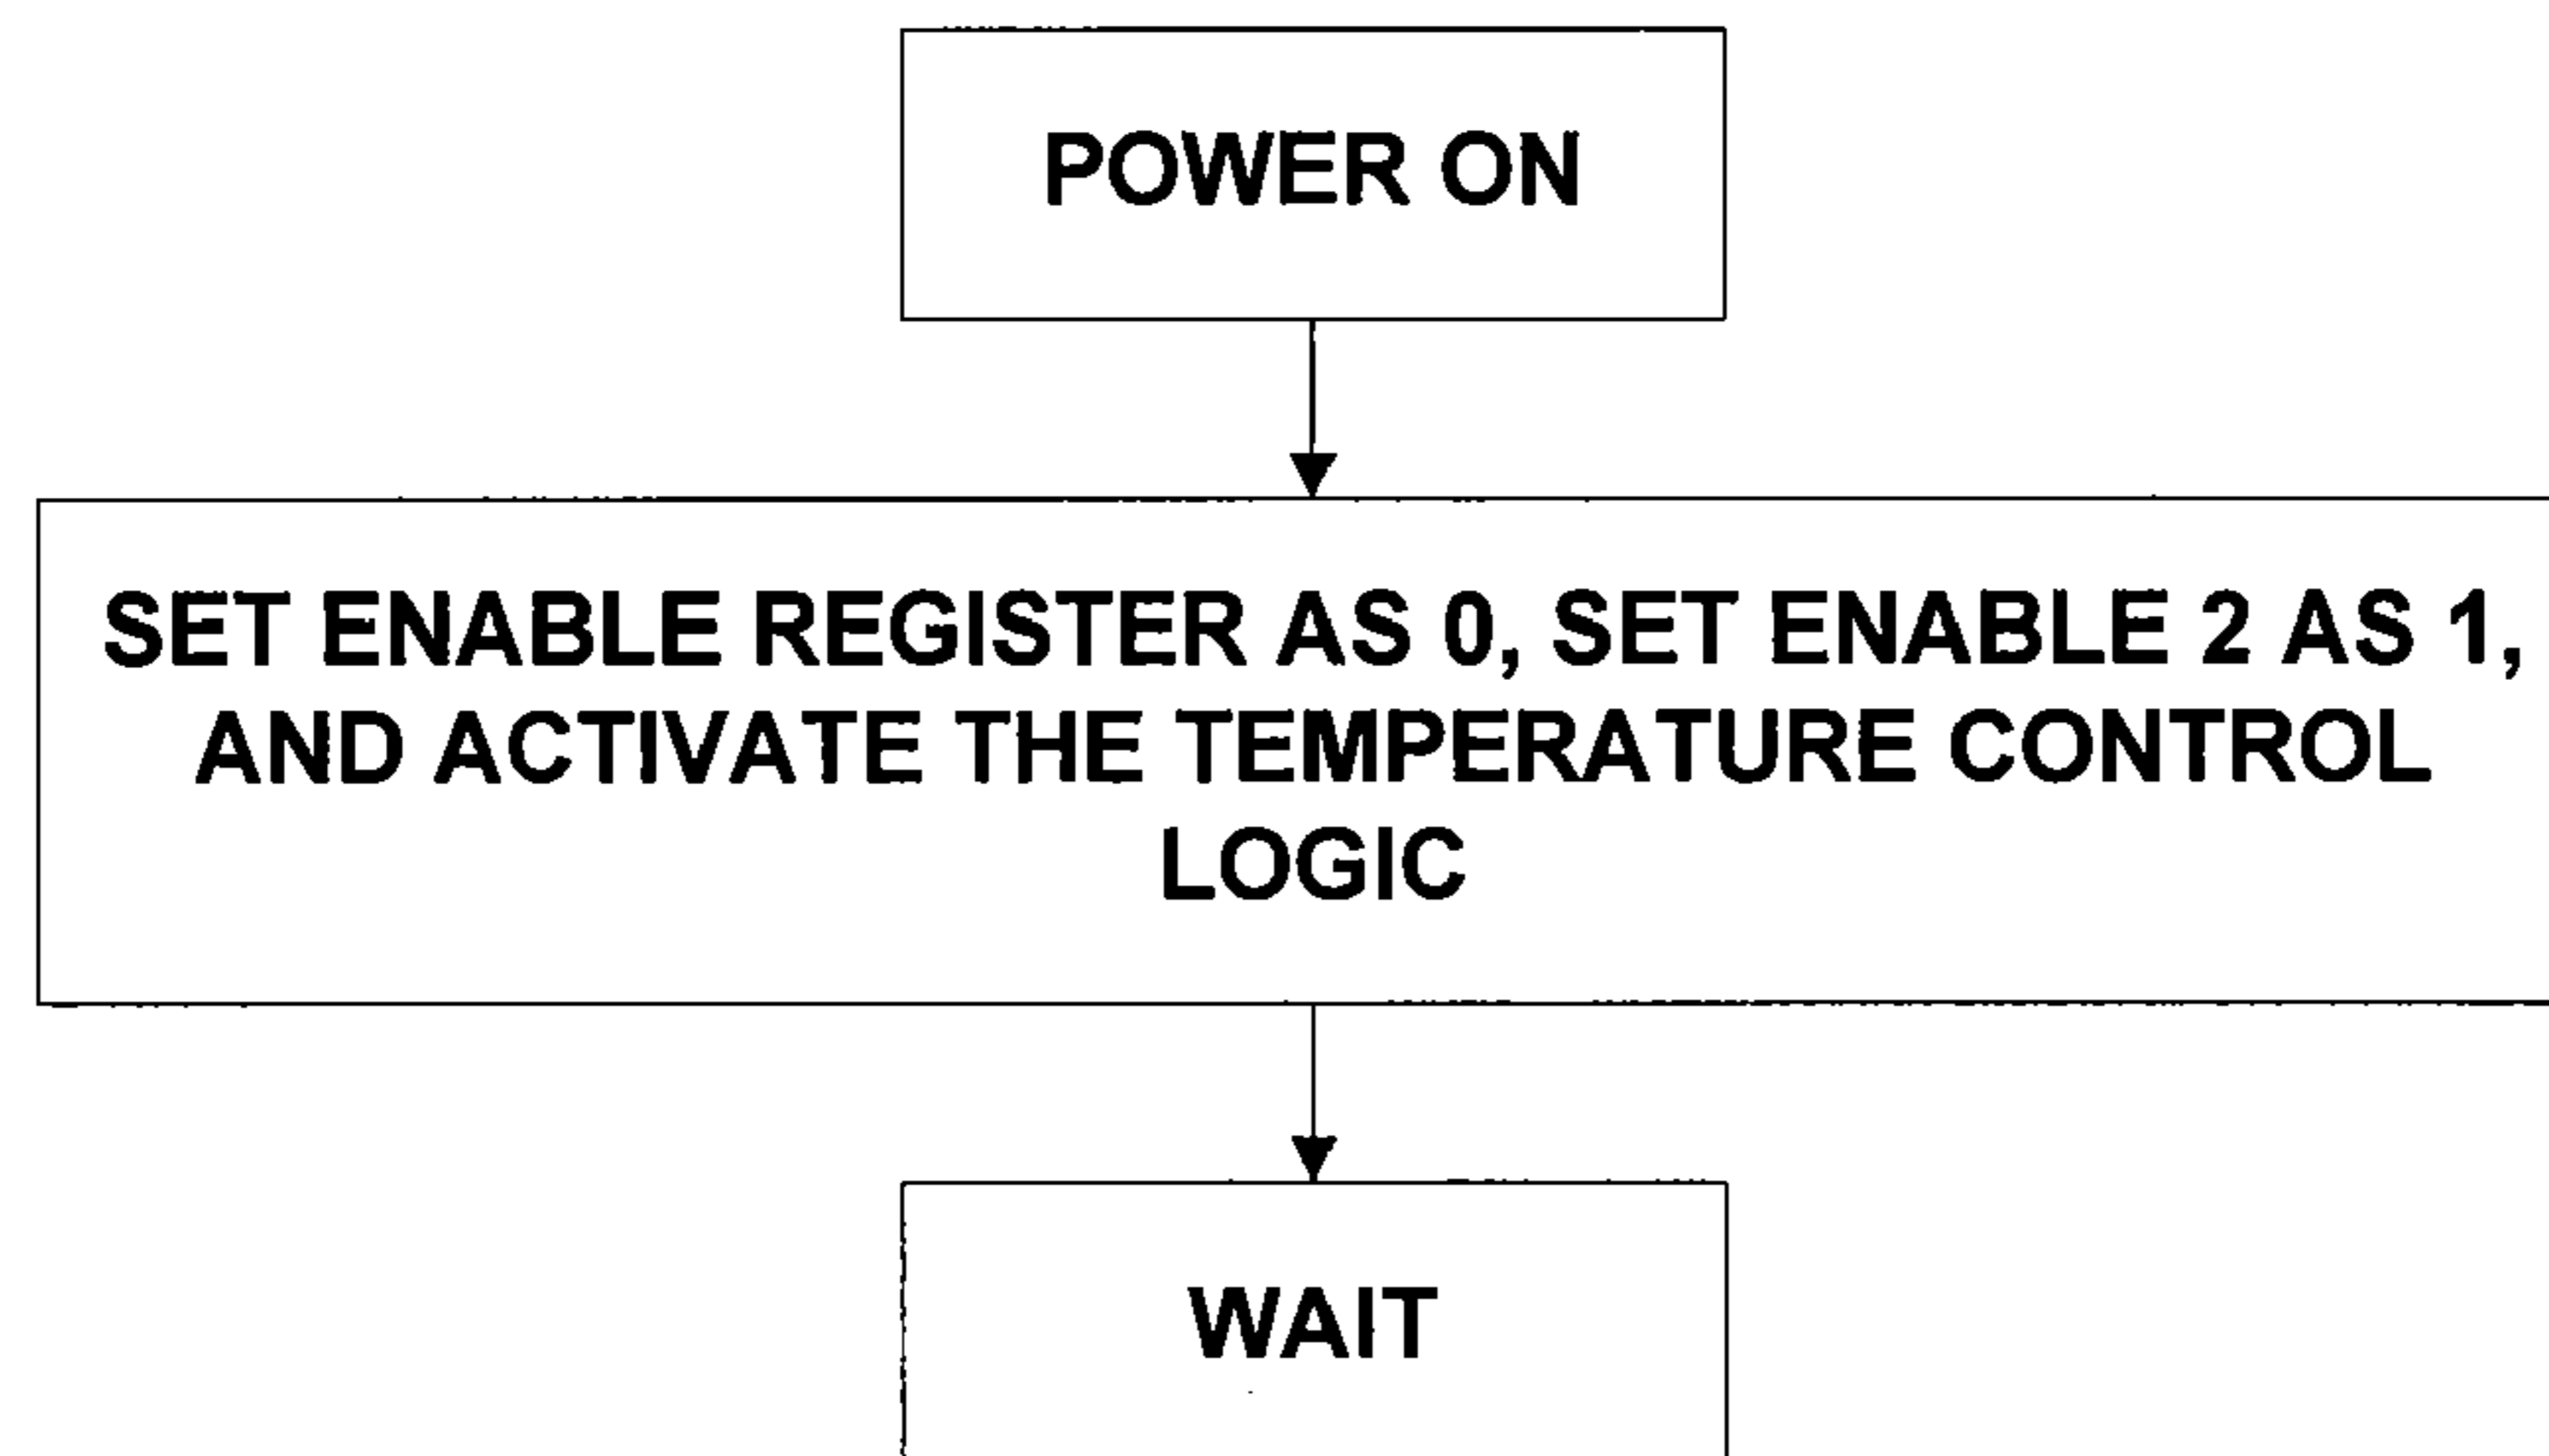 POWER ON
SET ENABLE REGISTER AS 0, SET ENABLE 2 AS 1,
AND ACTIVATE THE TEMPERATURE CONTROL
LOGIC
WAIT